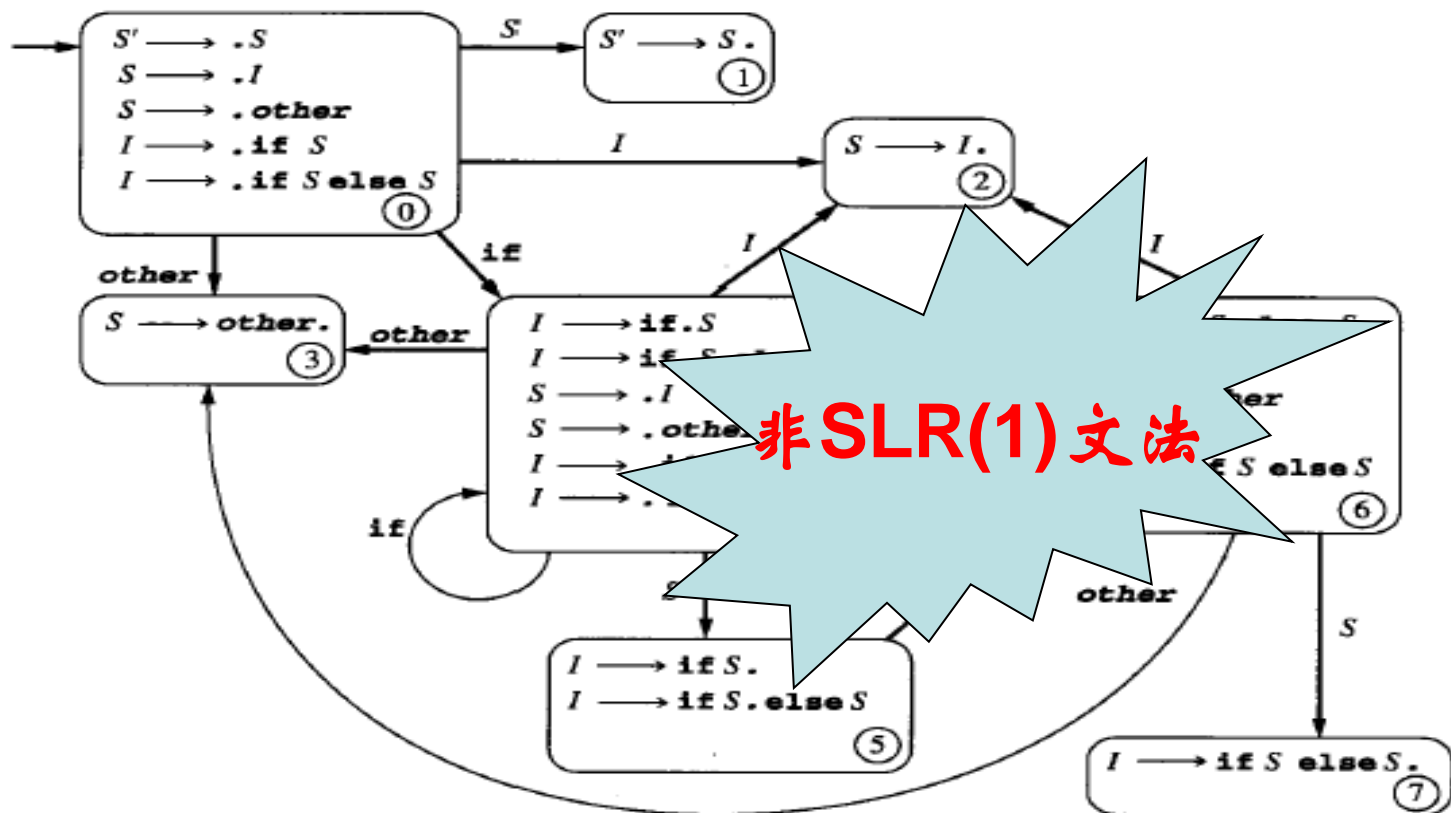 S' ⟶ .S
S ⟶ .I
S ⟶ .other
I ⟶ .if S
I ⟶ .if S else S
0
S
S' ⟶ S.
1
I
S ⟶ I.
2
other
if
I
I
S ⟶ other.
3
other
I ⟶ if.S
I ⟶ if
S ⟶ .I
S ⟶ .other
I ⟶
I ⟶
if
非SLR(1)文法
S else S
6
other
S
I ⟶ if S.
I ⟶ if S.else S
5
I ⟶ if S else S.
7